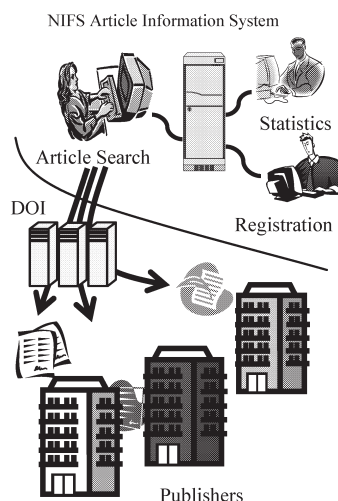 NIFS Article Information System
Statistics
Article Search
DOI
Registration
Publishers